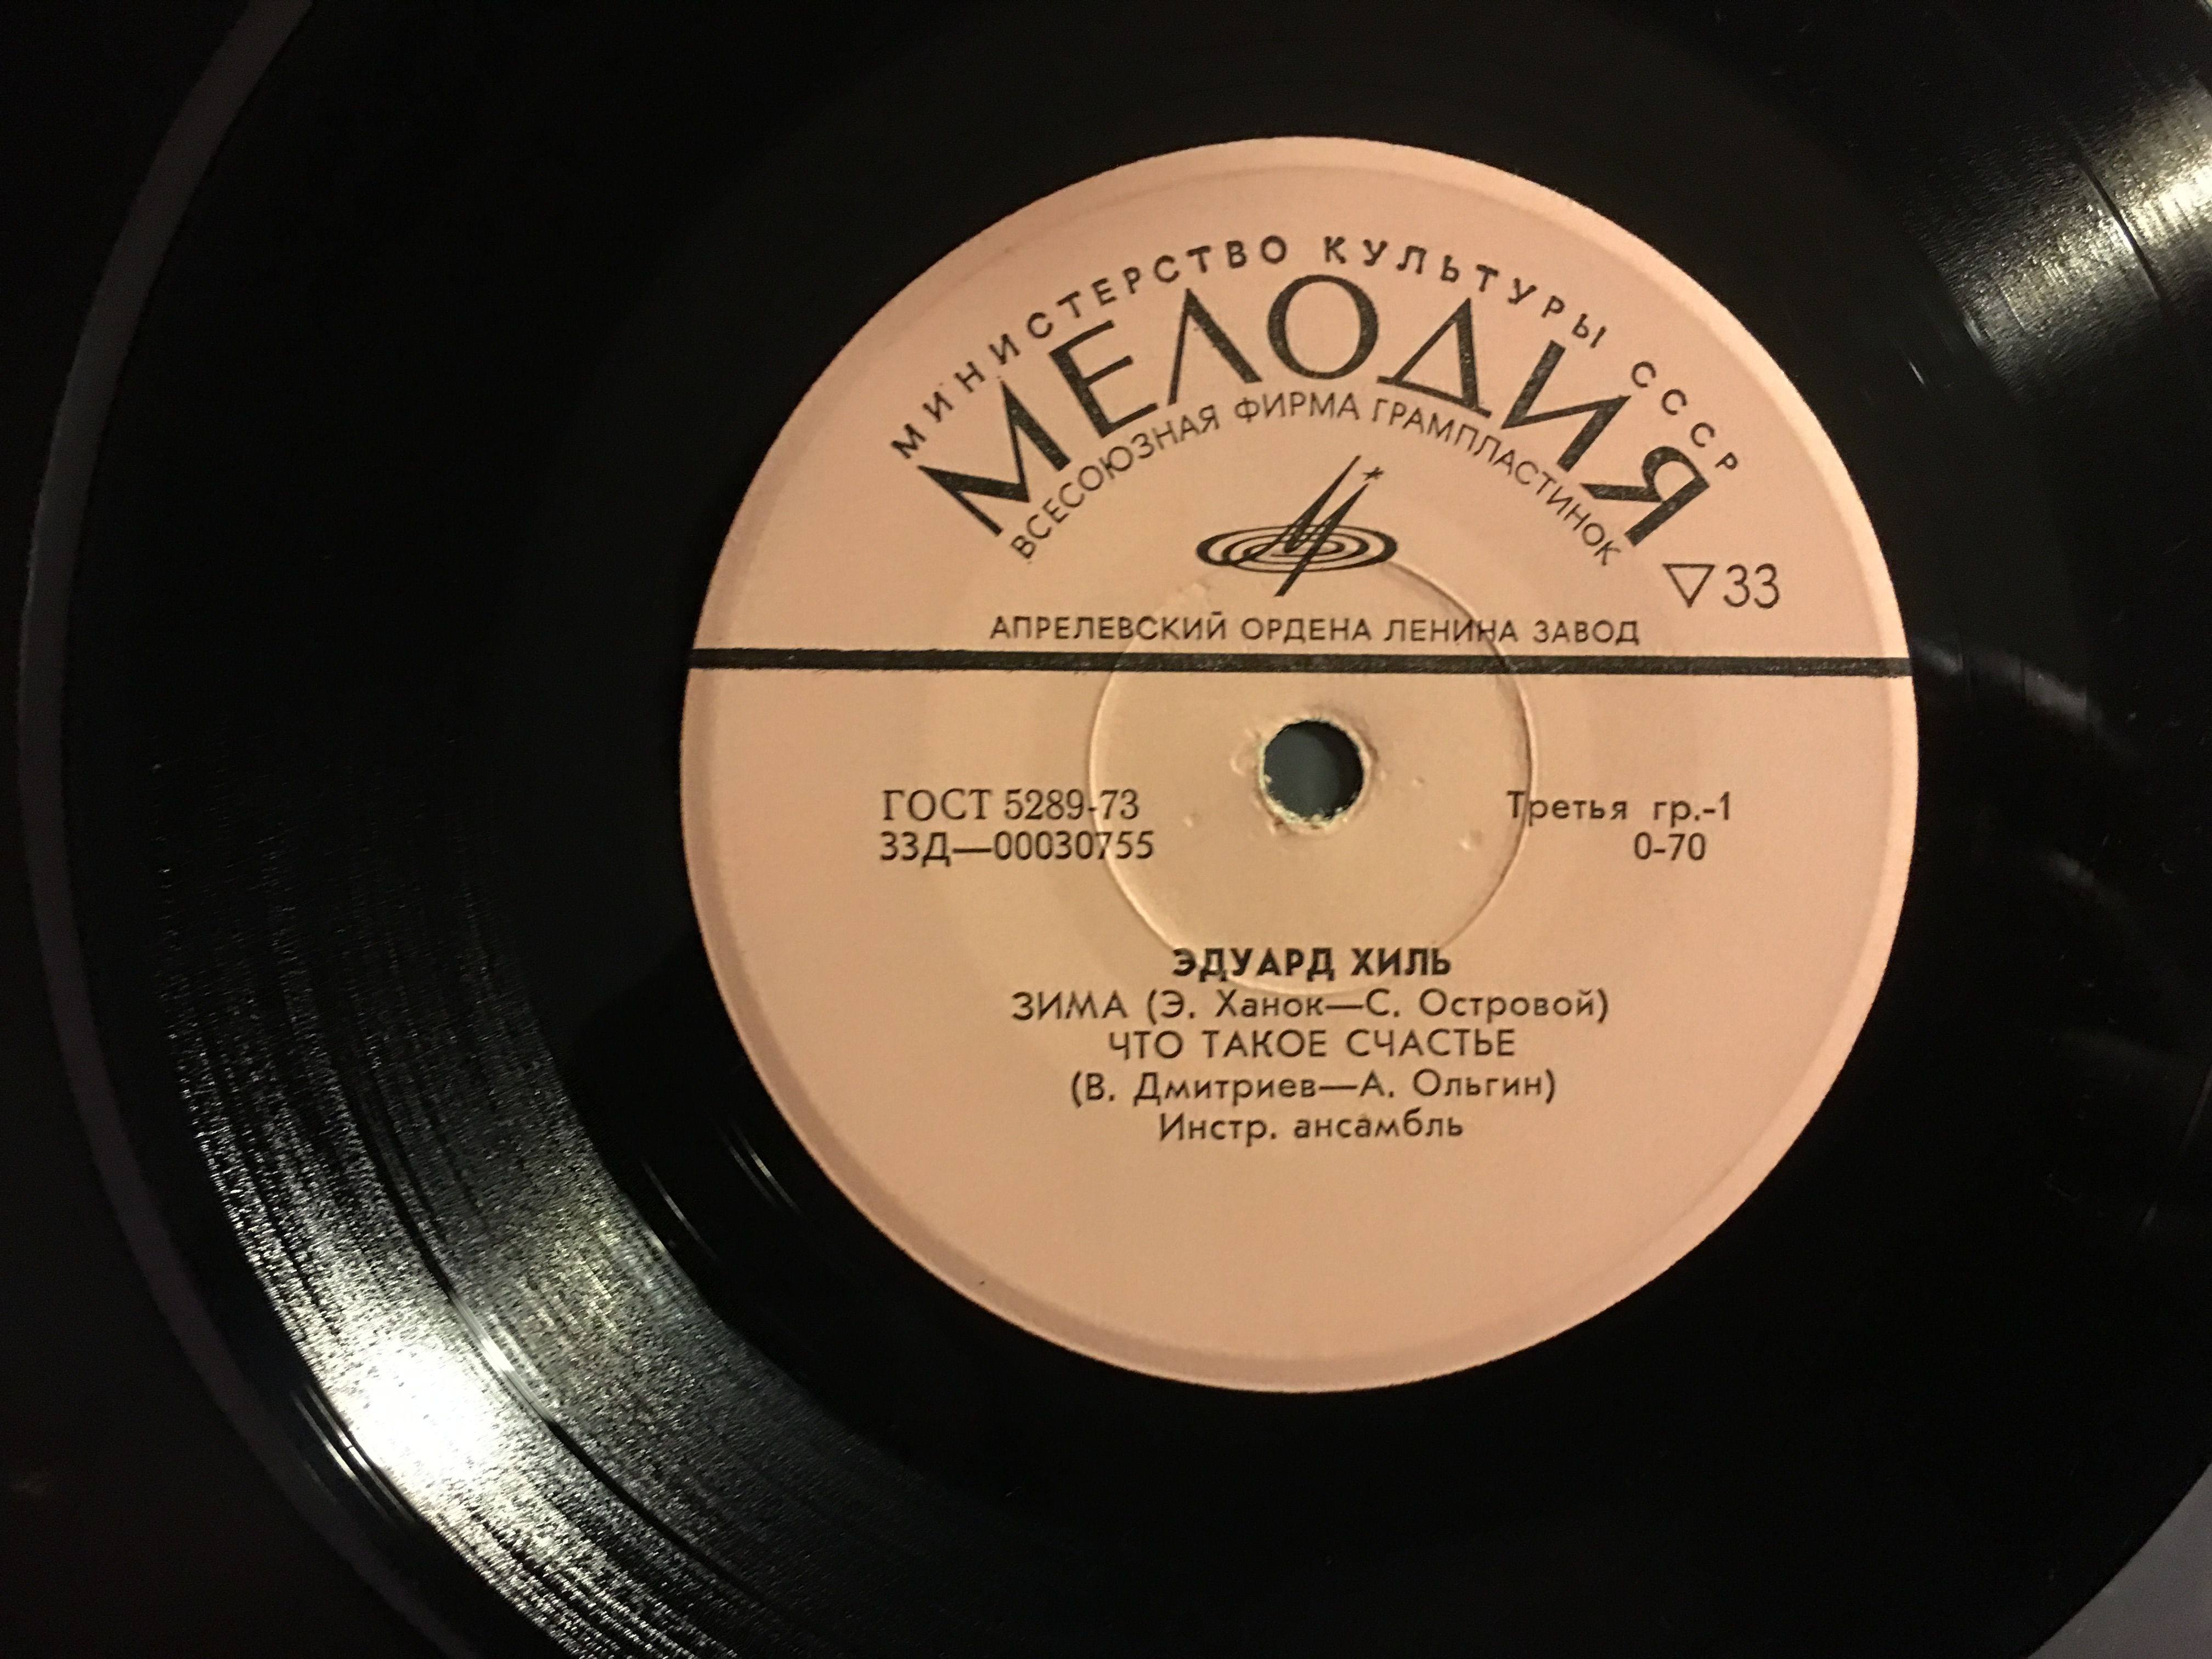 МИНИСТЕРСТВО КУЛЬТУРЫ СССР
МЕЛОДИЯ
ВСЕСОЮЗНАЯ ФИРМА ГРАМПЛАСТИНОК
▽33
АПРЕЛЕВСКИЙ ОРДЕНА ЛЕНИНА ЗАВОД
ГОСТ 5289-73
33Д—00030755
Третья гр.-1
0-70
ЭДУАРД ХИЛЬ
ЗИМА (Э. Ханок—С. Островой)
ЧТО ТАКОЕ СЧАСТЬЕ
(В. Дмитриев—А. Ольгин)
Инстр. ансамбль